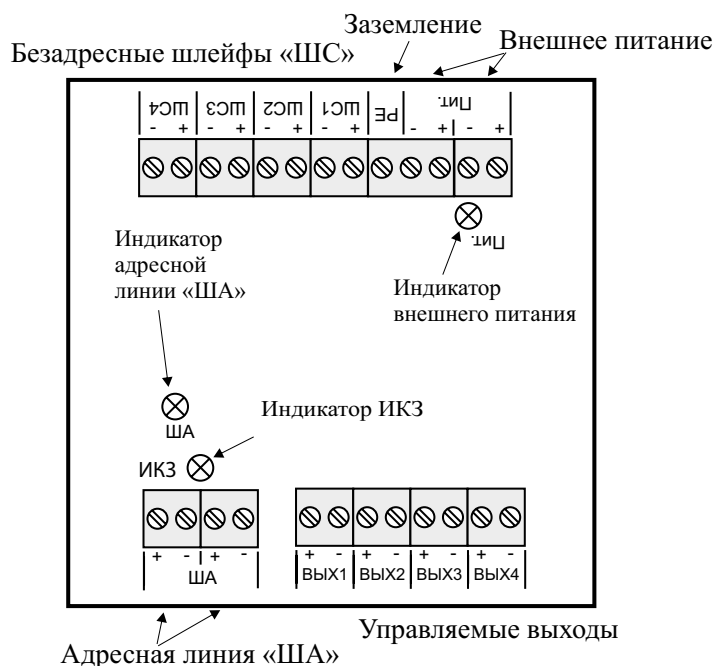 Заземление
Безадресные шлейфы «ШС»
Внешнее питание
ШС4 ШС3 ШС2 ШС1 PE Пит.
- + - + - + - + - + - +
Пит.
Индикатор
адресной
линии «ША»
Индикатор
внешнего питания
ША
Индикатор ИКЗ
ИКЗ
+ - + -
ША
+ - + - + - + -
ВЫХ1 ВЫХ2 ВЫХ3 ВЫХ4
Управляемые выходы
Адресная линия «ША»